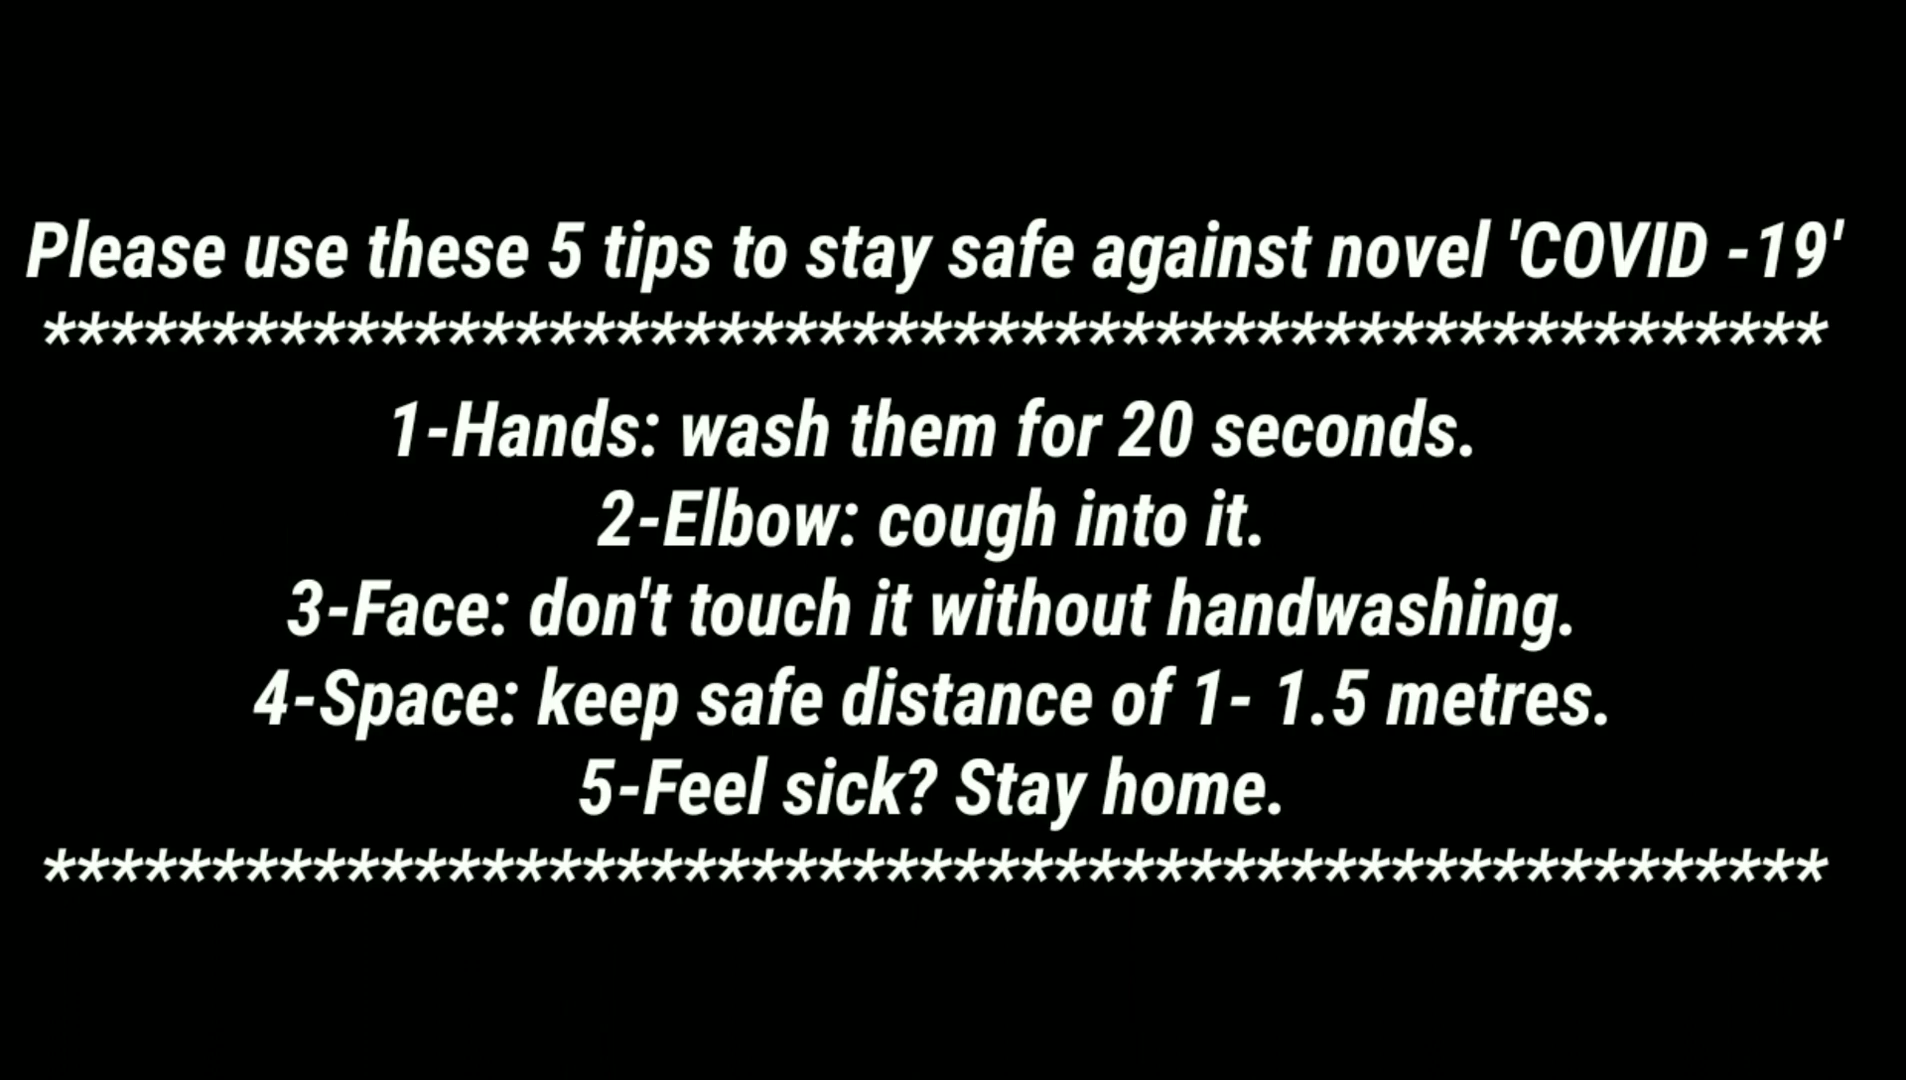 Please use these 5 tips to stay safe against novel 'COVID -19'
*****************************************************
1-Hands: wash them for 20 seconds.
2-Elbow: cough into it.
3-Face: don't touch it without handwashing.
4-Space: keep safe distance of 1- 1.5 metres.
5-Feel sick? Stay home.
*****************************************************